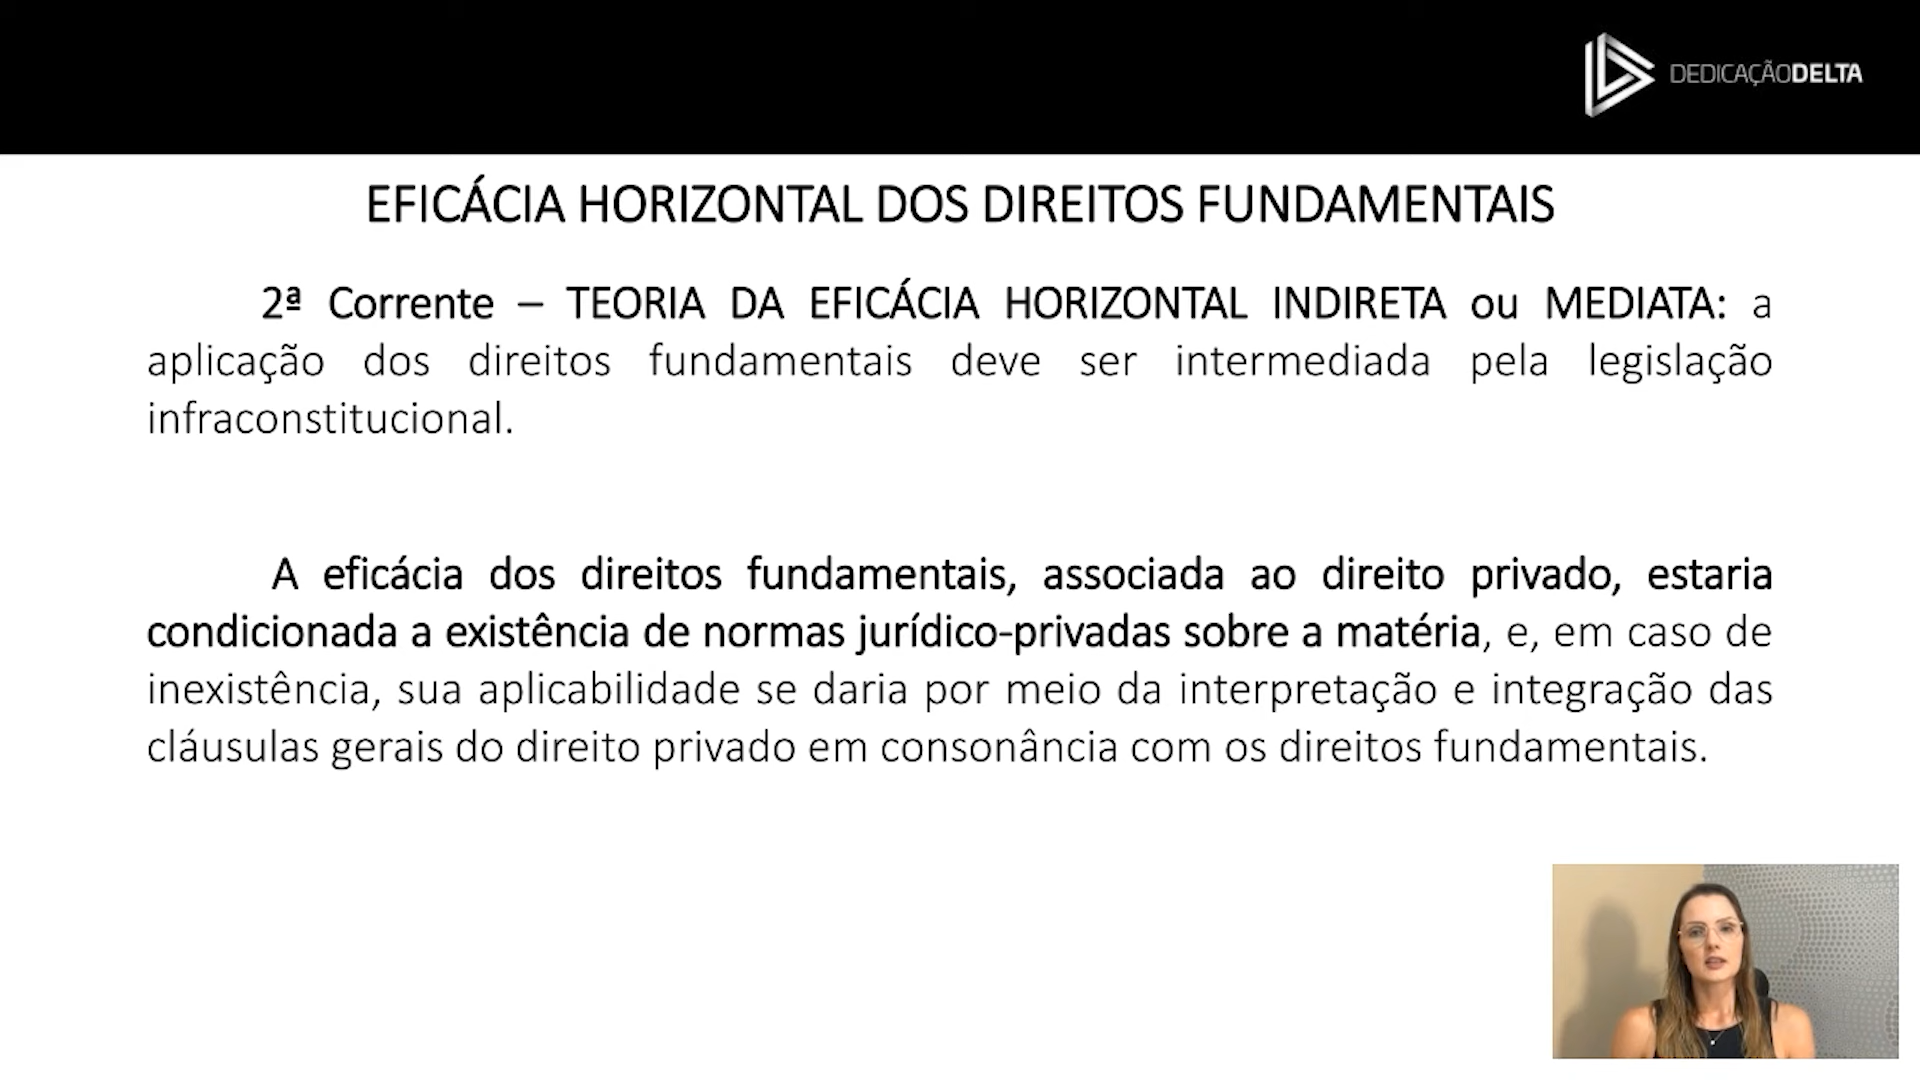 DEDICAÇÃODELTA
EFICÁCIA HORIZONTAL DOS DIREITOS FUNDAMENTAIS
2ª Corrente – TEORIA DA EFICÁCIA HORIZONTAL INDIRETA ou MEDIATA: a
aplicação dos direitos fundamentais deve ser intermediada pela legislação
infraconstitucional.
A eficácia dos direitos fundamentais, associada ao direito privado, estaria
condicionada a existência de normas jurídico-privadas sobre a matéria, e, em caso de
inexistência, sua aplicabilidade se daria por meio da interpretação e integração das
cláusulas gerais do direito privado em consonância com os direitos fundamentais.